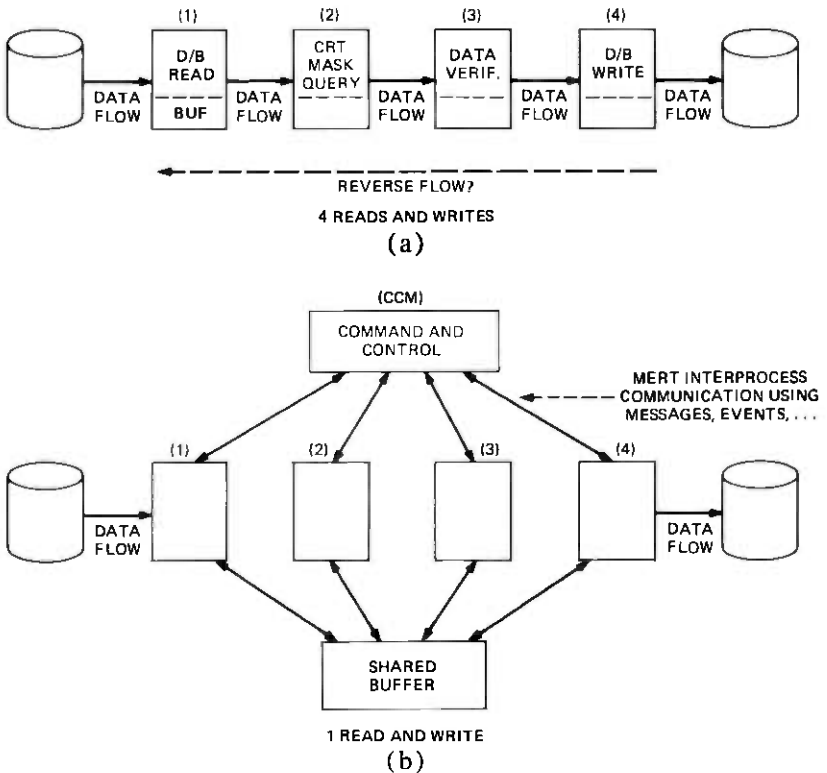 (1) (2) (3) (4)
D/B READ
CRT MASK QUERY
DATA VERIF.
D/B WRITE
BUF
DATA FLOW
DATA FLOW
DATA FLOW
DATA FLOW
DATA FLOW
REVERSE FLOW?
4 READS AND WRITES
(a)
(CCM)
COMMAND AND
CONTROL
MERT INTERPROCESS
COMMUNICATION USING
MESSAGES, EVENTS, ...
(1) (2) (3) (4)
DATA FLOW
DATA FLOW
SHARED
BUFFER
1 READ AND WRITE
(b)